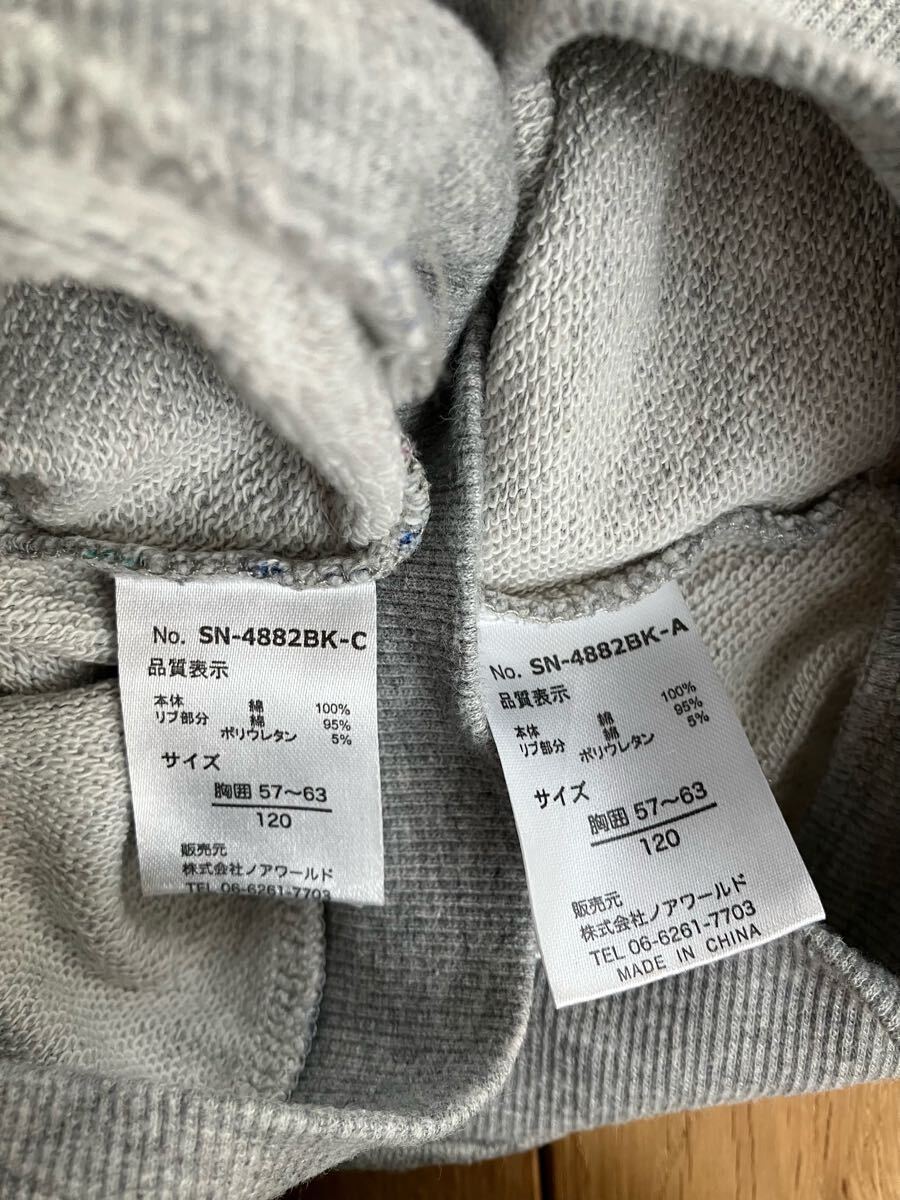 No. SN-4882BK-C
品質表示
本体 綿 100%
リブ部分 綿 95%
ポリウレタン 5%
サイズ
胸囲 57～63
120
販売元
株式会社ノアワールド
TEL 06-6261-7703
No. SN-4882BK-A
品質表示
本体 綿 100%
リブ部分 綿 95%
ポリウレタン 5%
サイズ
胸囲 57～63
120
販売元
株式会社ノアワールド
TEL 06-6261-7703
MADE IN CHINA